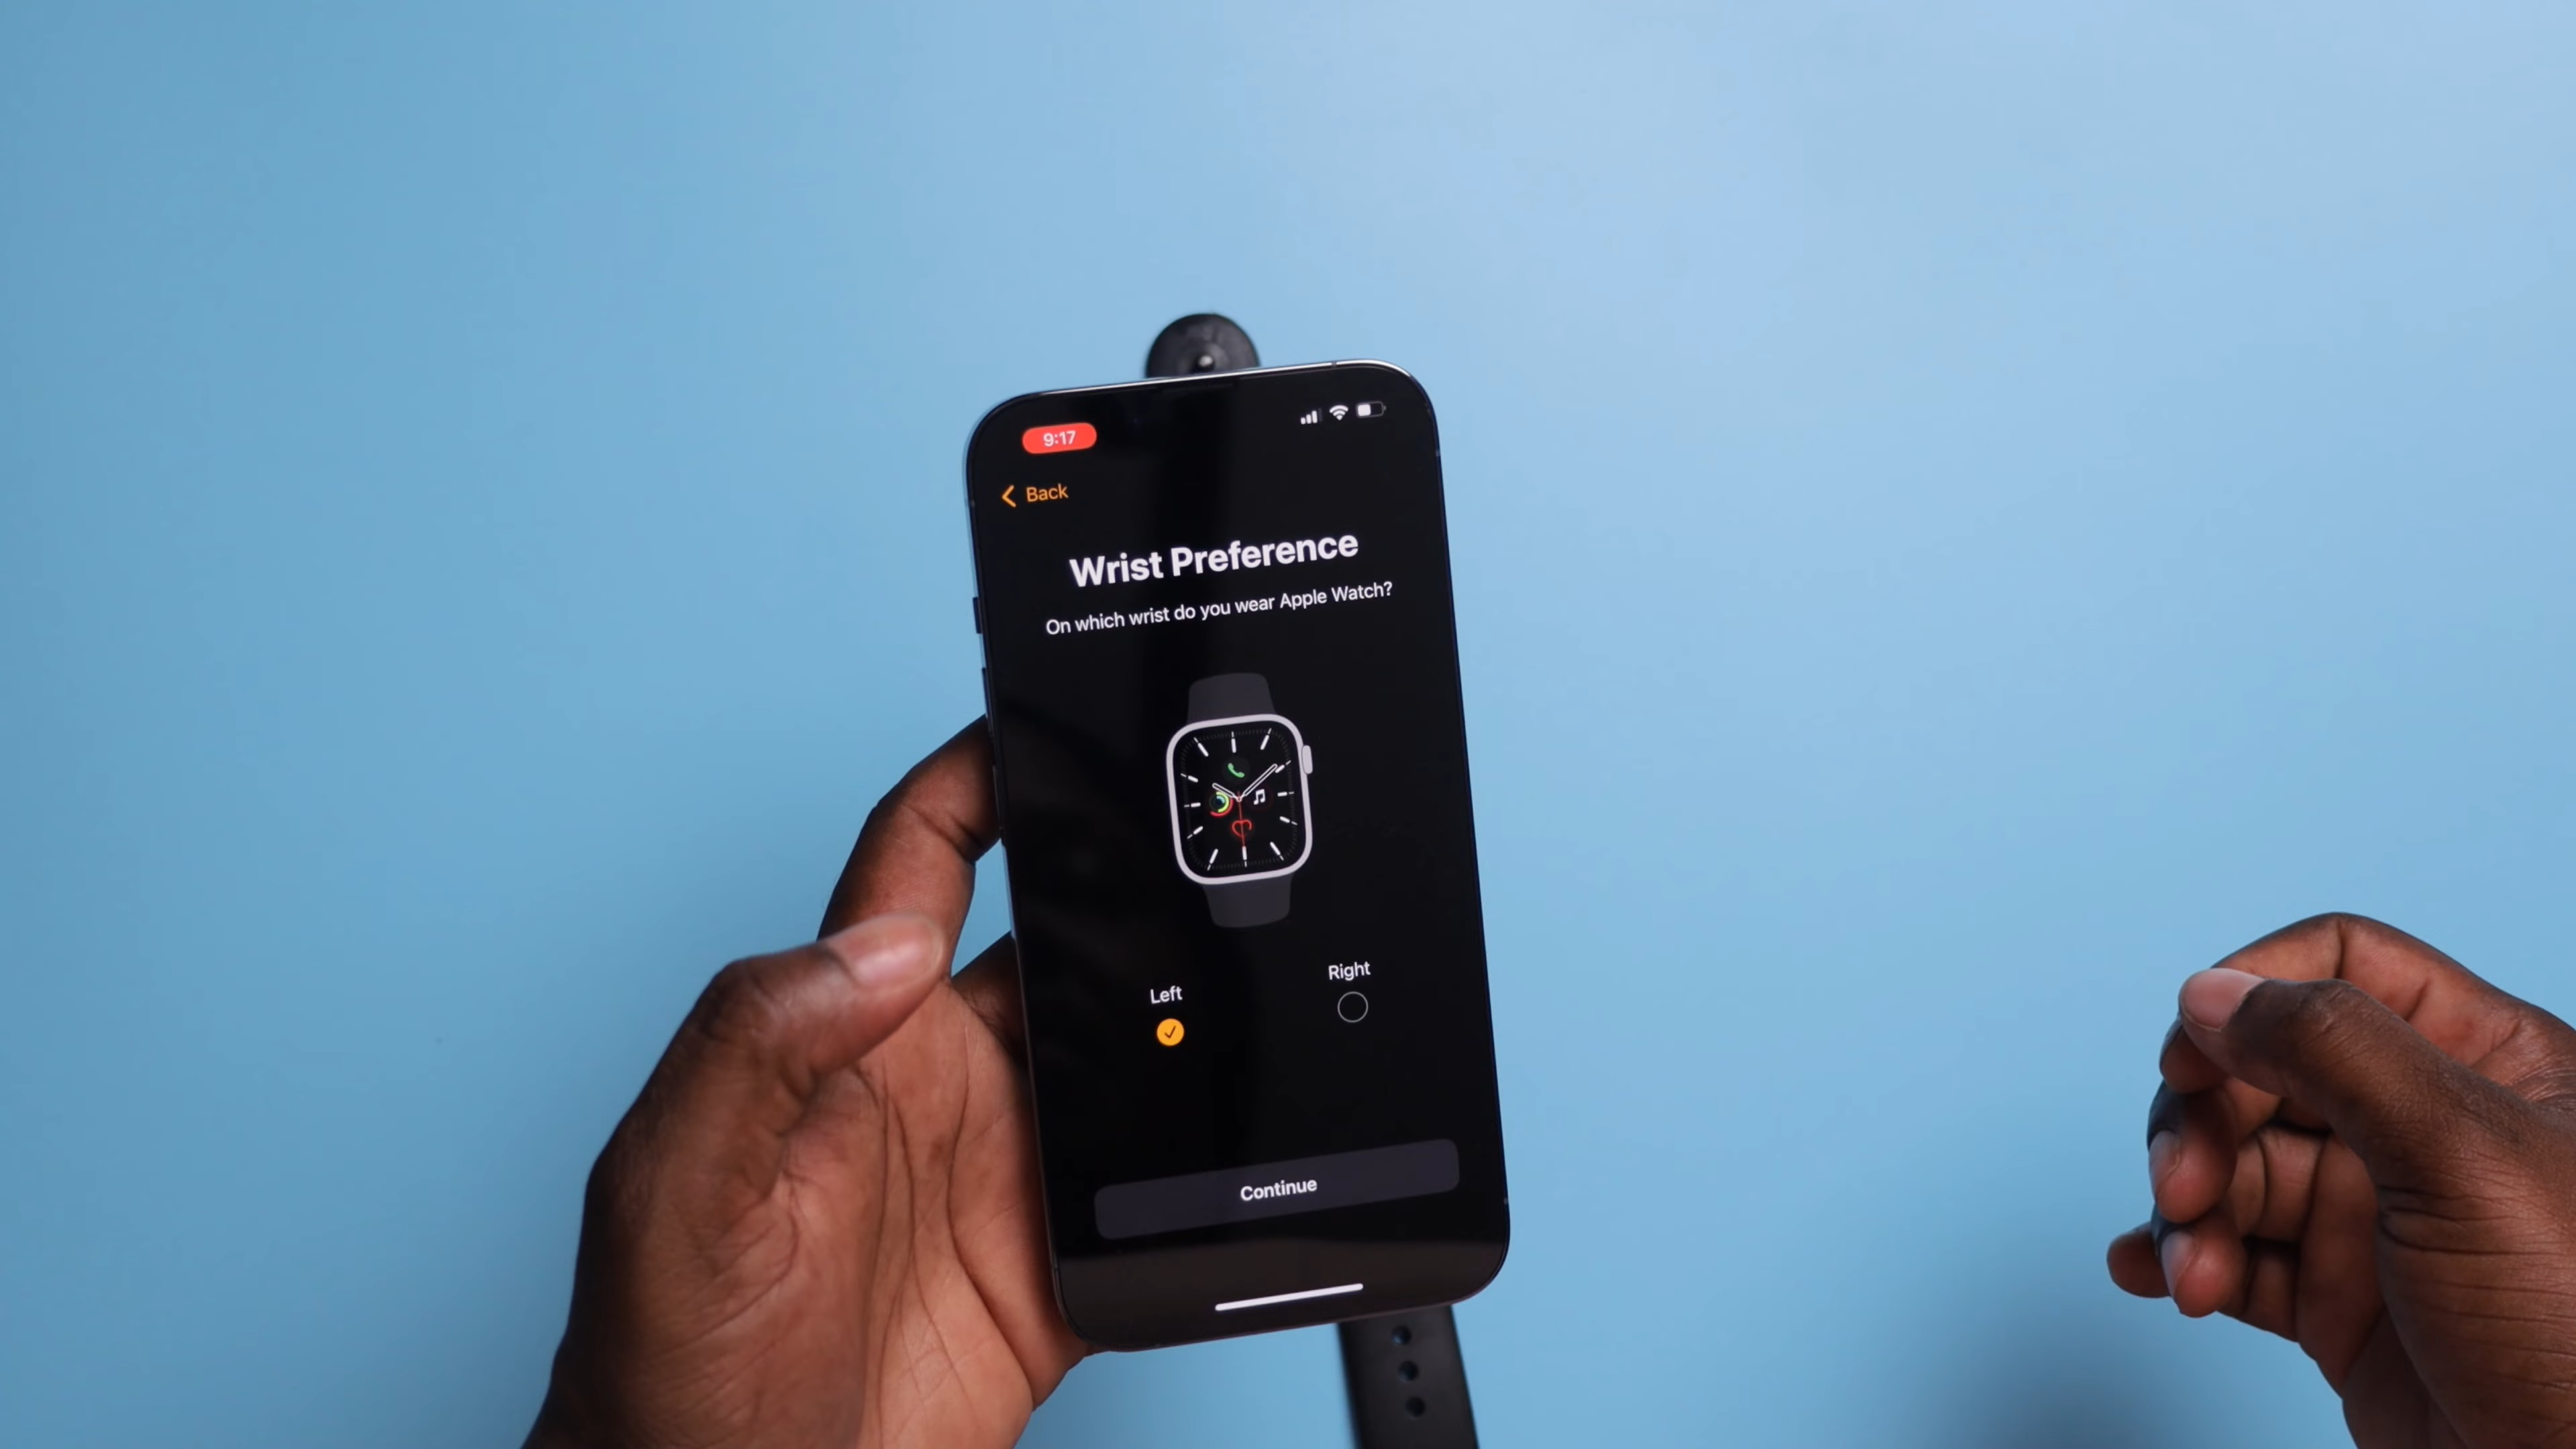 9:17
Back
Wrist Preference
On which wrist do you wear Apple Watch?
Left
Right
Continue